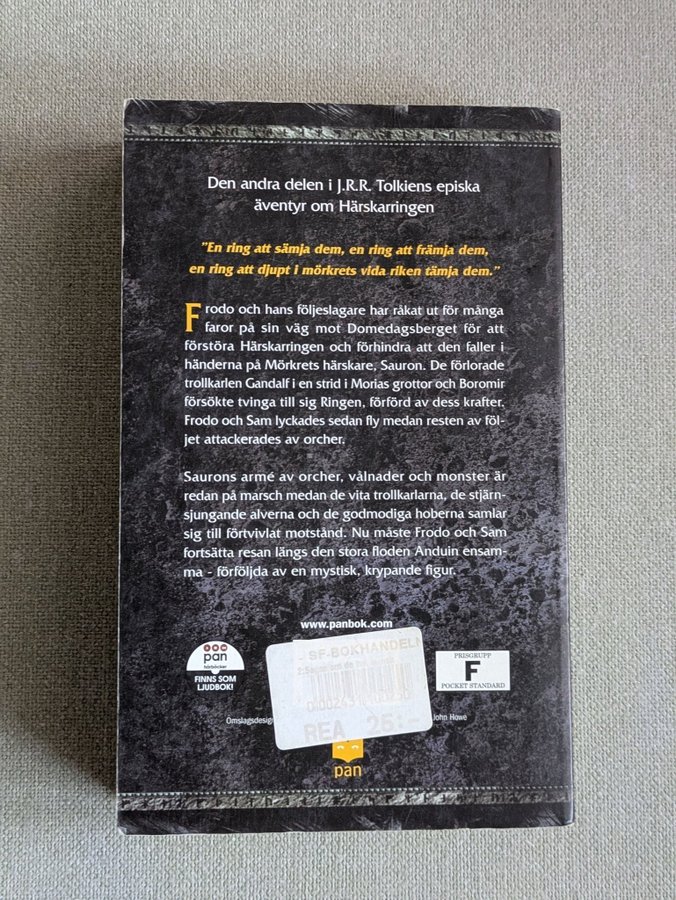 Den andra delen i J.R.R. Tolkiens episka
äventyr om Härskarringen
"En ring att sämja dem, en ring att främja dem,
en ring att djupt i mörkrets vida riken tämja dem."
Frodo och hans följeslagare har råkat ut för många
faror på sin väg mot Domedagsberget för att
förstöra Härskarringen och förhindra att den faller i
händerna på Mörkrets härskare, Sauron. De förlorade
trollkarlen Gandalf i en strid i Morias grottor och Boromir
försökte tvinga till sig Ringen, förförd av dess krafter.
Frodo och Sam lyckades sedan fly medan resten av föl-
jet attackerades av orcher.
Saurons armé av orcher, vålnader och monster är
redan på marsch medan de vita trollkarlarna, de stjärn-
sjungande alverna och de godmodiga hoberna samlar
sig till förtvivlat motstånd. Nu måste Frodo och Sam
fortsätta resan längs den stora floden Anduin ensam-
ma - förföljda av en mystisk, krypande figur.
www.panbok.com
pan
hörböcker
FINNS SOM
LJUDBOK!
SF-BOKHANDELN
REA 25:-
PRISGRUPP
F
POCKET STANDARD
Omslagsdesign
John Howe
pan